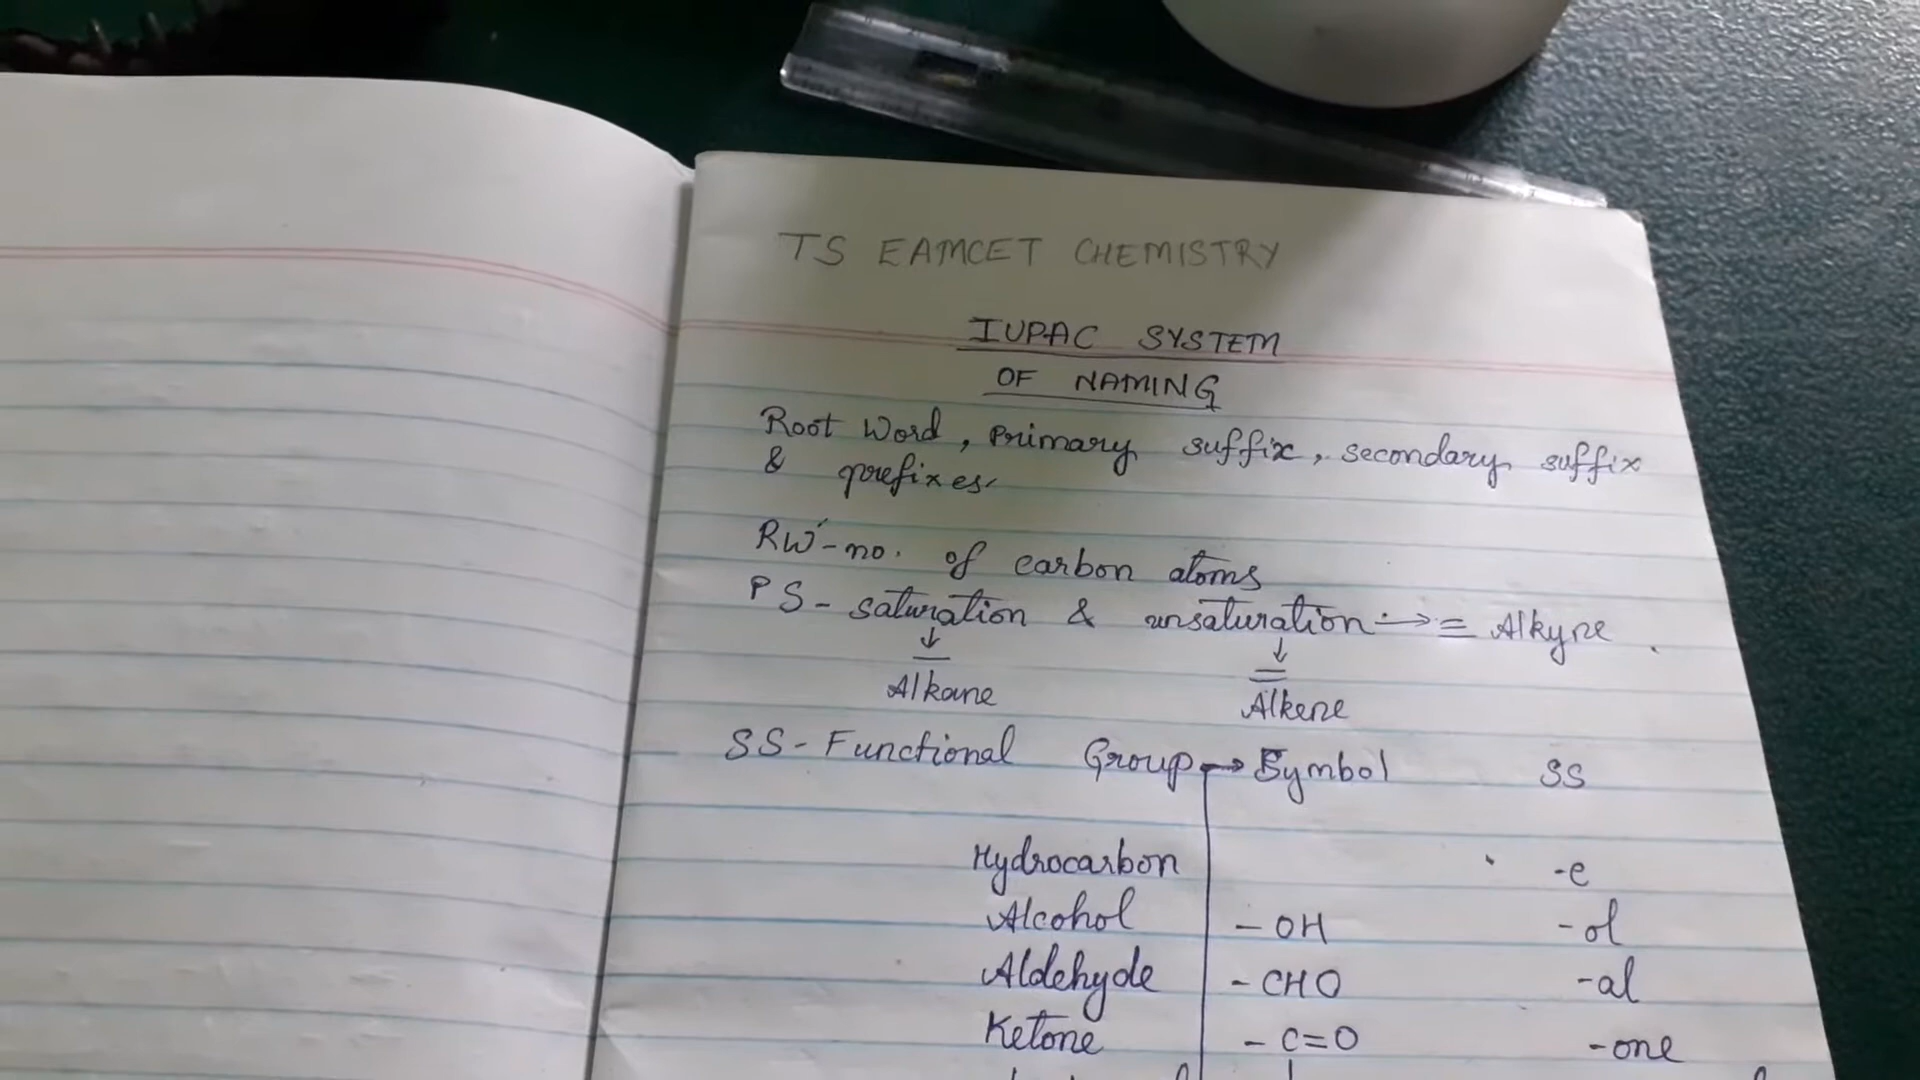 TS EAMCET CHEMISTRY
IUPAC SYSTEM
OF NAMING
Root Word, Primary suffix, secondary suffix
& prefixes.
RW - no. of carbon atoms
PS - saturation & unsaturation → ≡ Alkyne
↓ ↓
— =
Alkane Alkene
SS - Functional Group → Symbol SS
Hydrocarbon -e
Alcohol - OH -ol
Aldehyde - CHO -al
Ketone - C=O -one